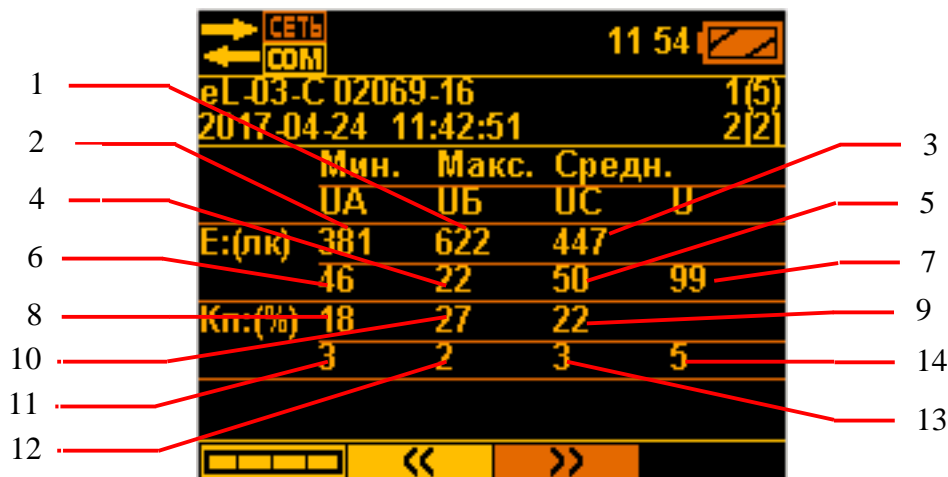 СЕТЬ
COM
11 54
eL-03-C 02069-16 1(5)
2017-04-24 11:42:51 2[2]
Мин. Макс. Средн.
UA UБ UC U
E:(лк) 381 622 447
46 22 50 99
Кп:(%) 18 27 22
3 2 3 5
<< >>
1
2
3
4
5
6
7
8
9
10
14
11
13
12